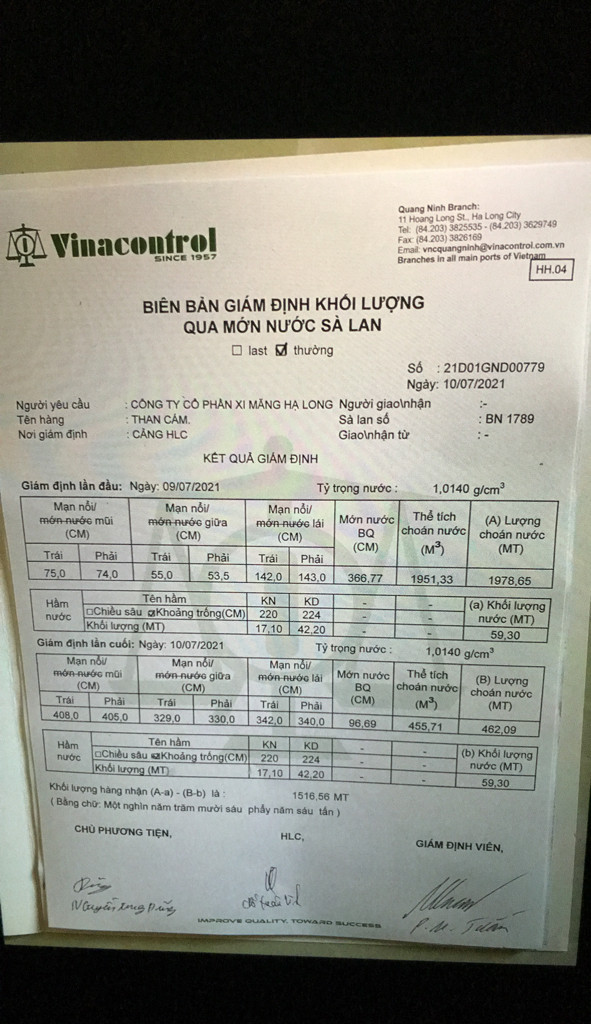 Vinacontrol
SINCE 1957
Quang Ninh Branch:
11 Hoang Long St., Ha Long City
Tel: (84.203) 3825535 - (84.203) 3629749
Fax: (84.203) 3826169
Email: vncquangninh@vinacontrol.com.vn
Branches in all main ports of Vietnam
HH.04
BIÊN BẢN GIÁM ĐỊNH KHỐI LƯỢNG
QUA MỚN NƯỚC SÀ LAN
☐ last ☑ thường
Số : 21D01GND00779
Ngày: 10/07/2021
Người yêu cầu : CÔNG TY CỔ PHẦN XI MĂNG HẠ LONG Người giao\nhận :-
Tên hàng : THAN CÁM. Sà lan số : BN 1789
Nơi giám định : CẢNG HLC Giao\nhận từ : -
KẾT QUẢ GIÁM ĐỊNH
Giám định lần đầu: Ngày: 09/07/2021 Tỷ trọng nước : 1,0140 g/cm³
Mạn nổi/ mớn nước mũi (CM) Mạn nổi/ mớn nước giữa (CM) Mạn nổi/ mớn nước lái (CM) Mớn nước BQ (CM) Thể tích choán nước (M³) (A) Lượng choán nước (MT)
Trái Phải Trái Phải Trái Phải
75,0 74,0 55,0 53,5 142,0 143,0 366,77 1951,33 1978,65
Hầm nước Tên hầm KN KD - - (a) Khối lượng nước (MT)
☐Chiều sâu ☑Khoảng trống(CM) 220 224 - -
Khối lượng (MT) 17,10 42,20 - - 59,30
Giám định lần cuối: Ngày: 10/07/2021 Tỷ trọng nước : 1,0140 g/cm³
Mạn nổi/ mớn nước mũi (CM) Mạn nổi/ mớn nước giữa (CM) Mạn nổi/ mớn nước lái (CM) Mớn nước BQ (CM) Thể tích choán nước (M³) (B) Lượng choán nước (MT)
Trái Phải Trái Phải Trái Phải
408,0 405,0 329,0 330,0 342,0 340,0 96,69 455,71 462,09
Hầm nước Tên hầm KN KD - - (b) Khối lượng nước (MT)
☐Chiều sâu ☑Khoảng trống(CM) 220 224 - -
Khối lượng (MT) 17,10 42,20 - - 59,30
Khối lượng hàng nhận (A-a) - (B-b) là : 1516,56 MT
( Bằng chữ: Một nghìn năm trăm mười sáu phẩy năm sáu tấn )
CHỦ PHƯƠNG TIỆN, HLC, GIÁM ĐỊNH VIÊN,
IMPROVE QUALITY, TOWARD SUCCESS